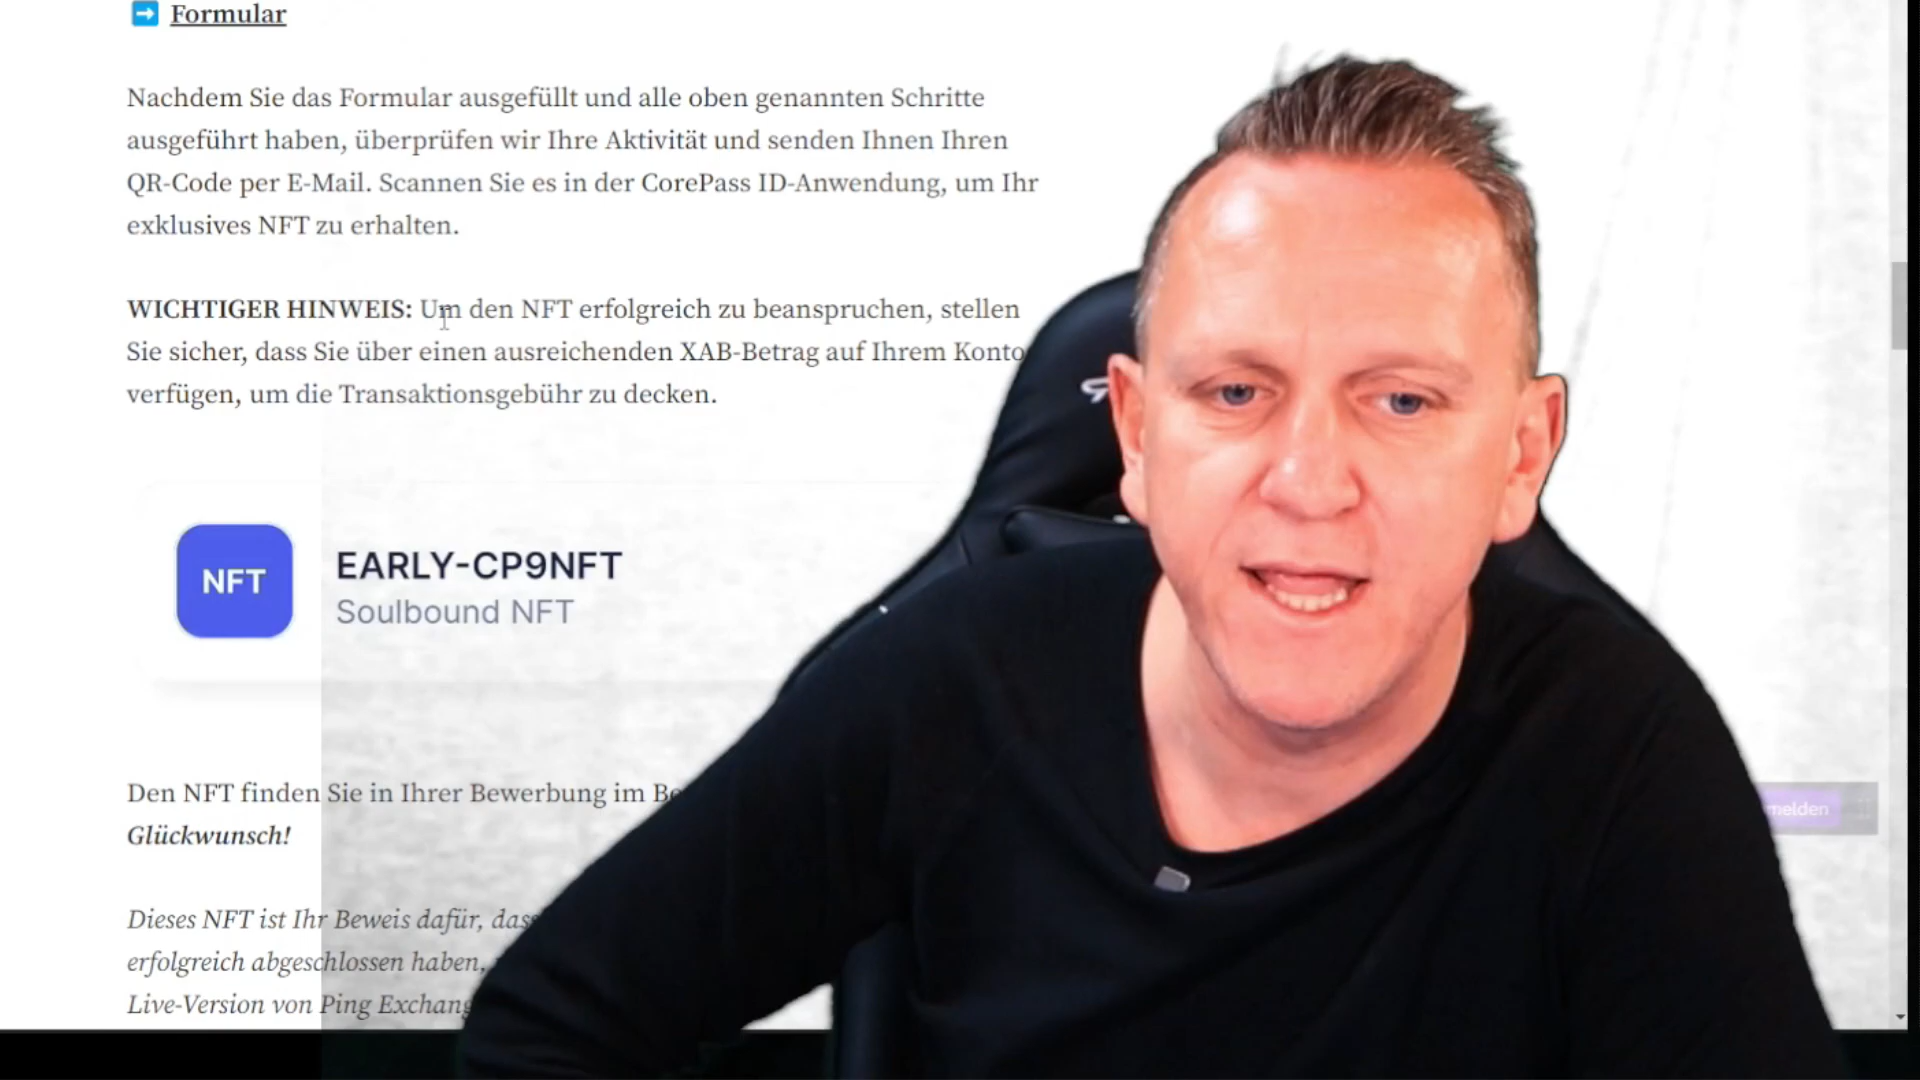 Formular
Nachdem Sie das Formular ausgefüllt und alle oben genannten Schritte
ausgeführt haben, überprüfen wir Ihre Aktivität und senden Ihnen Ihren
QR-Code per E-Mail. Scannen Sie es in der CorePass ID-Anwendung, um Ihr
exklusives NFT zu erhalten.
WICHTIGER HINWEIS: Um den NFT erfolgreich zu beanspruchen, stellen
Sie sicher, dass Sie über einen ausreichenden XAB-Betrag auf Ihrem Konto
verfügen, um die Transaktionsgebühr zu decken.
NFT
EARLY-CP9NFT
Soulbound NFT
Den NFT finden Sie in Ihrer Bewerbung im
melden
Glückwunsch!
Dieses NFT ist Ihr Beweis dafür, dass
erfolgreich abgeschlossen haben,
Live-Version von Ping Exchang